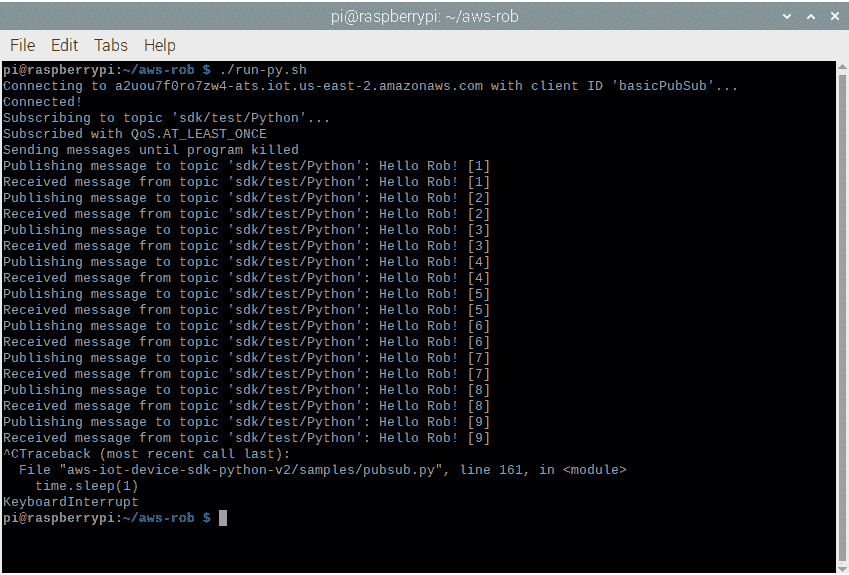 pi@raspberrypi: ~/aws-rob
File Edit Tabs Help
pi@raspberrypi:~/aws-rob $ ./run-py.sh
Connecting to a2uou7f0ro7zw4-ats.iot.us-east-2.amazonaws.com with client ID 'basicPubSub'...
Connected!
Subscribing to topic 'sdk/test/Python'...
Subscribed with QoS.AT_LEAST_ONCE
Sending messages until program killed
Publishing message to topic 'sdk/test/Python': Hello Rob! [1]
Received message from topic 'sdk/test/Python': Hello Rob! [1]
Publishing message to topic 'sdk/test/Python': Hello Rob! [2]
Received message from topic 'sdk/test/Python': Hello Rob! [2]
Publishing message to topic 'sdk/test/Python': Hello Rob! [3]
Received message from topic 'sdk/test/Python': Hello Rob! [3]
Publishing message to topic 'sdk/test/Python': Hello Rob! [4]
Received message from topic 'sdk/test/Python': Hello Rob! [4]
Publishing message to topic 'sdk/test/Python': Hello Rob! [5]
Received message from topic 'sdk/test/Python': Hello Rob! [5]
Publishing message to topic 'sdk/test/Python': Hello Rob! [6]
Received message from topic 'sdk/test/Python': Hello Rob! [6]
Publishing message to topic 'sdk/test/Python': Hello Rob! [7]
Received message from topic 'sdk/test/Python': Hello Rob! [7]
Publishing message to topic 'sdk/test/Python': Hello Rob! [8]
Received message from topic 'sdk/test/Python': Hello Rob! [8]
Publishing message to topic 'sdk/test/Python': Hello Rob! [9]
Received message from topic 'sdk/test/Python': Hello Rob! [9]
^CTraceback (most recent call last):
  File "aws-iot-device-sdk-python-v2/samples/pubsub.py", line 161, in <module>
    time.sleep(1)
KeyboardInterrupt
pi@raspberrypi:~/aws-rob $